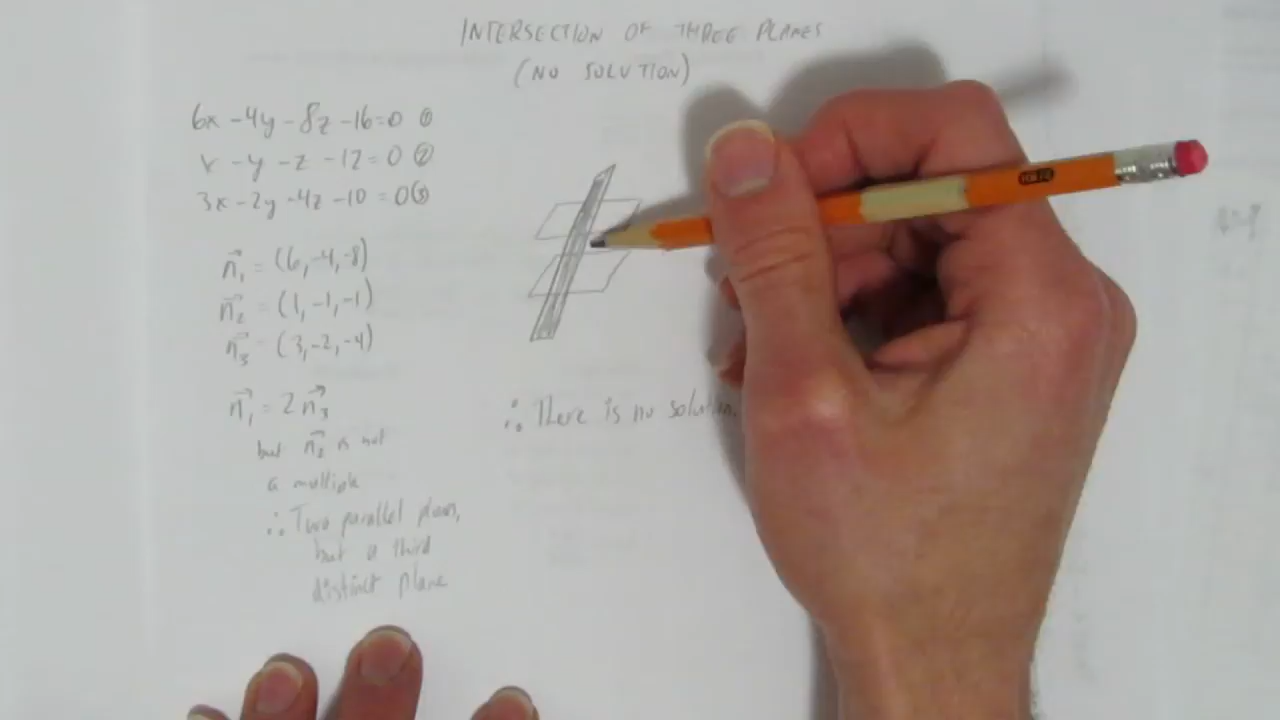 INTERSECTION OF THREE PLANES
(NO SOLUTION)
6x -4y -8z -16=0 ①
x -y -z -12=0 ②
3x -2y -4z -10=0 ③
n₁ = (6,-4,-8)
n₂ = (1,-1,-1)
n₃ = (3,-2,-4)
n₁ = 2n₃
but n₂ is not
a multiple
∴ Two parallel planes,
but a third
distinct plane
∴ There is no solution.